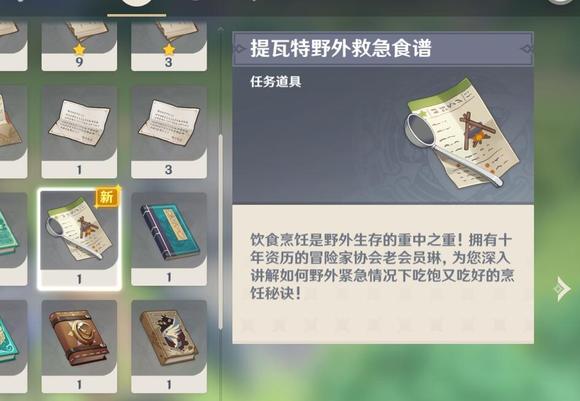 9
3
提瓦特野外救急食谱
任务道具
1
3
新
1
1
饮食烹饪是野外生存的重中之重！拥有十
年资历的冒险家协会老会员琳，为您深入
讲解如何野外紧急情况下吃饱又吃好的烹
饪秘诀！
1
1